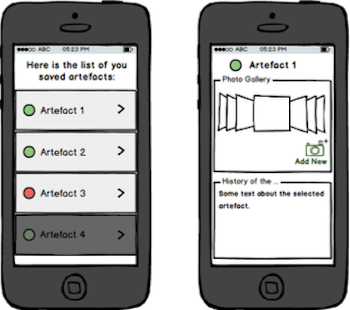 ABC 05:23 PM
Here is the list of you
saved artefacts:
Artefact 1
Artefact 2
Artefact 3
Artefact 4
ABC 05:23 PM
Artefact 1
Photo Gallery
Add New
History of the ..
Some text about the selected
artefact.